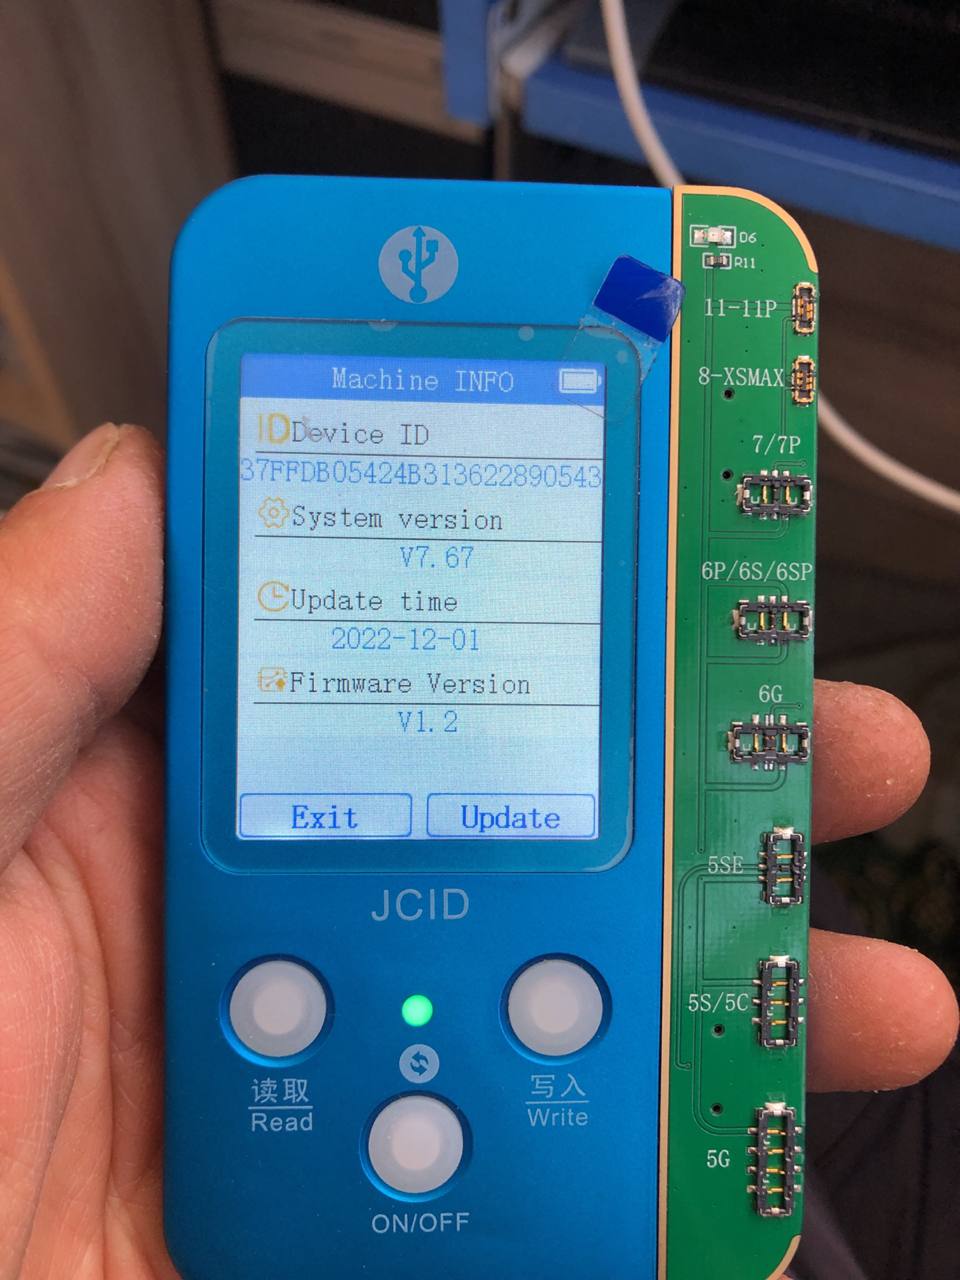 Machine INFO
Device ID
37FFDB05424B313622890543
System version
V7.67
Update time
2022-12-01
Firmware Version
V1.2
Exit
Update
JCID
读取
Read
写入
Write
ON/OFF
D6
R11
11-11P
8-XSMAX
7/7P
6P/6S/6SP
6G
5SE
5S/5C
5G